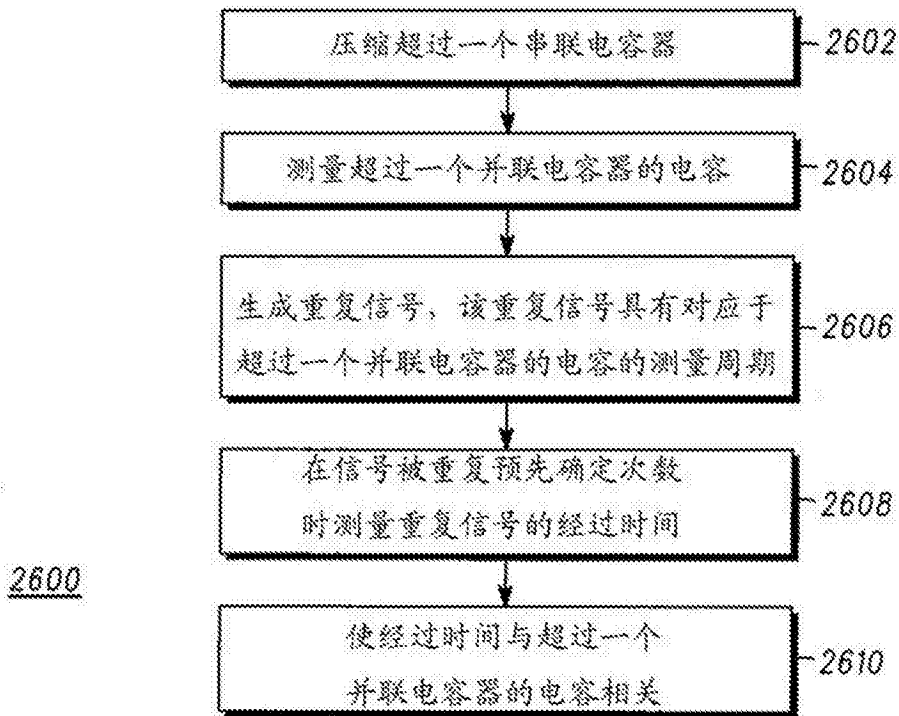 压缩超过一个串联电容器
2602
测量超过一个并联电容器的电容
2604
生成重复信号，该重复信号具有对应于
超过一个并联电容器的电容的测量周期
2606
在信号被重复预先确定次数
时测量重复信号的经过时间
2608
2600
使经过时间与超过一个
并联电容器的电容相关
2610